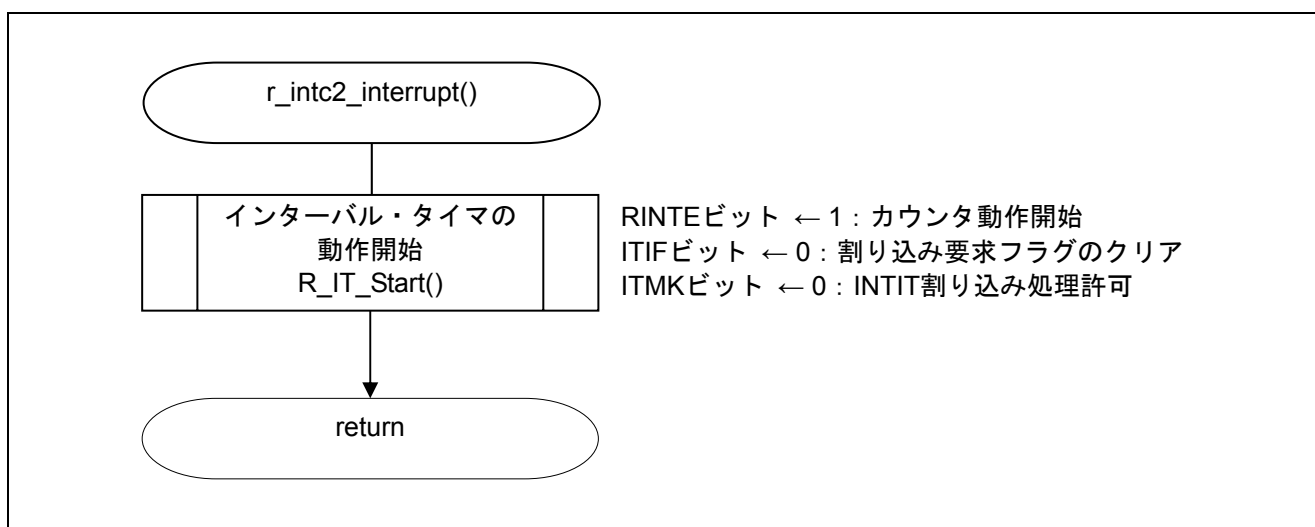 r_intc2_interrupt()
インターバル・タイマの
動作開始
R_IT_Start()
RINTEビット ← 1：カウンタ動作開始
ITIFビット ← 0：割り込み要求フラグのクリア
ITMKビット ← 0：INTIT割り込み処理許可
return